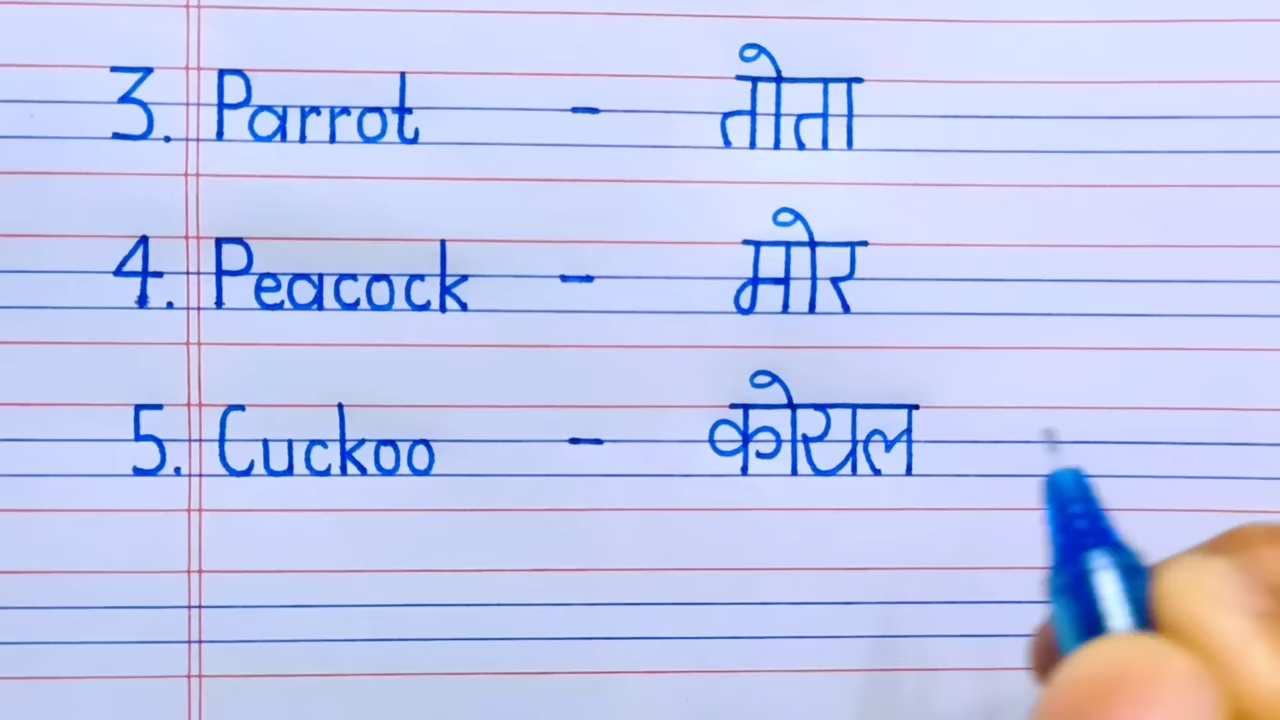 3. Parrot - तोता
4. Peacock - मोर
5. Cuckoo - कोयल